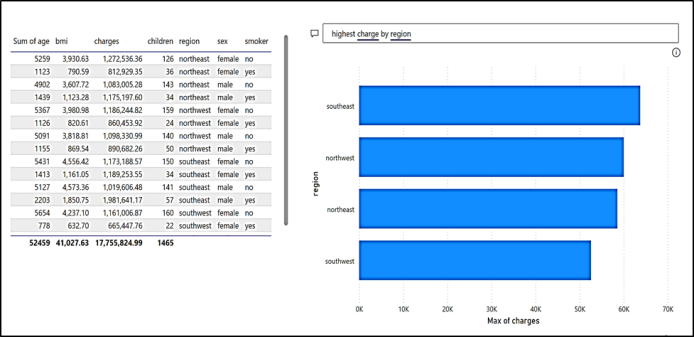 Sum of age bmi charges children region sex smoker
5259 3,930.63 1,272,536.36 126 northeast female no
1123 790.59 812,929.35 36 northeast female yes
4902 3,607.72 1,083,005.28 143 northeast male no
1439 1,123.28 1,175,197.60 34 northeast male yes
5367 3,980.98 1,186,244.82 159 northwest female no
1126 820.61 860,453.92 24 northwest female yes
5091 3,818.81 1,098,330.99 140 northwest male no
1155 869.54 890,682.26 50 northwest male yes
5431 4,556.42 1,173,188.57 150 southeast female no
1413 1,161.05 1,189,253.55 34 southeast female yes
5127 4,573.36 1,019,606.48 141 southeast male no
2203 1,850.75 1,981,641.17 57 southeast male yes
5654 4,237.10 1,161,006.87 160 southwest female no
778 632.70 665,447.76 22 southwest female yes
52459 41,027.63 17,755,824.99 1465
highest charge by region
region
southeast
northwest
northeast
southwest
0K 10K 20K 30K 40K 50K 60K 70K
Max of charges